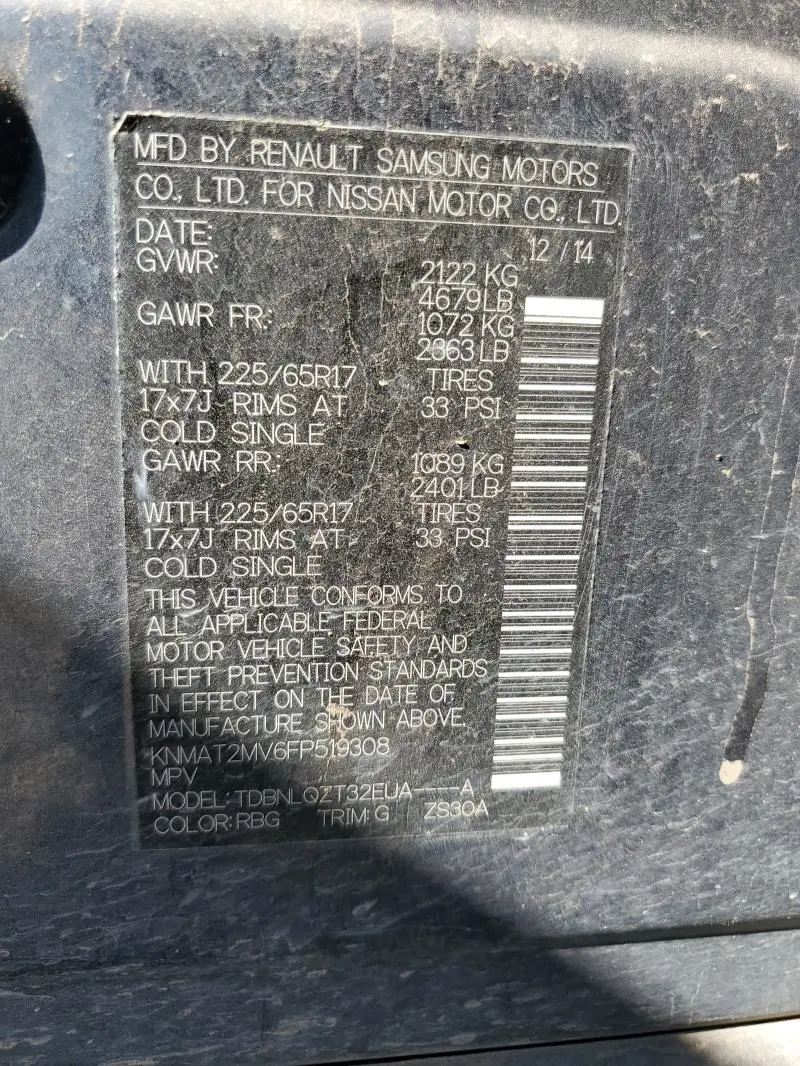 MFD BY RENAULT SAMSUNG MOTORS
CO., LTD. FOR NISSAN MOTOR CO., LTD.
DATE: 12 / 14
GVWR: 2122 KG
4679 LB
GAWR FR: 1072 KG
2363 LB
WITH 225/65R17 TIRES
17x7J RIMS AT 33 PSI
COLD SINGLE
GAWR RR: 1089 KG
2401 LB
WITH 225/65R17 TIRES
17x7J RIMS AT 33 PSI
COLD SINGLE
THIS VEHICLE CONFORMS TO
ALL APPLICABLE FEDERAL
MOTOR VEHICLE SAFETY AND
THEFT PREVENTION STANDARDS
IN EFFECT ON THE DATE OF
MANUFACTURE SHOWN ABOVE.
KNMAT2MV6FP519308
MPV
MODEL: TDBNLQZT32EUA----A
COLOR: RBG TRIM: G ZS30A